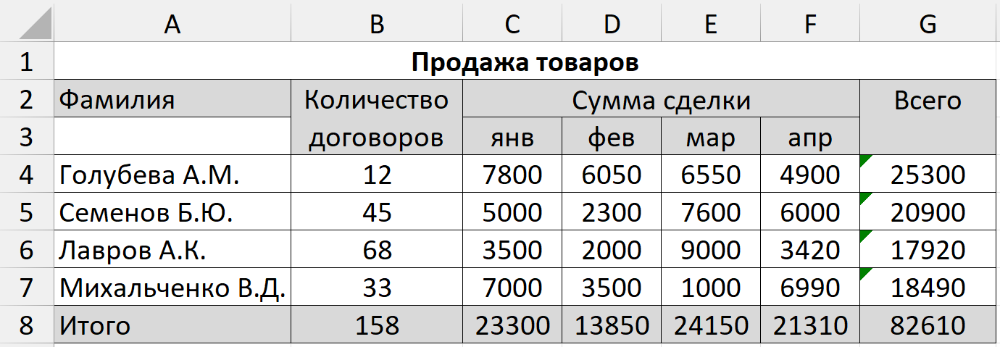 A B C D E F G
1 Продажа товаров
2 Фамилия Количество Сумма сделки Всего
3 договоров янв фев мар апр
4 Голубева А.М. 12 7800 6050 6550 4900 25300
5 Семенов Б.Ю. 45 5000 2300 7600 6000 20900
6 Лавров А.К. 68 3500 2000 9000 3420 17920
7 Михальченко В.Д. 33 7000 3500 1000 6990 18490
8 Итого 158 23300 13850 24150 21310 82610